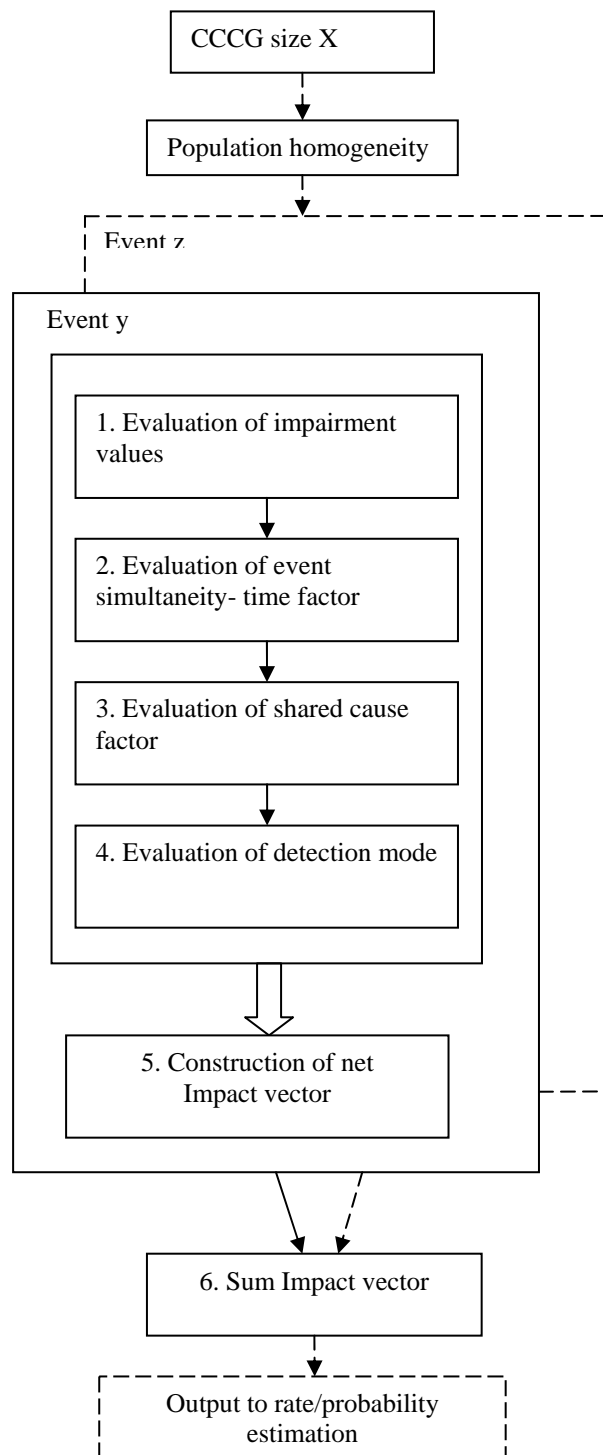 CCCG size X
Population homogeneity
Event z
Event y
1. Evaluation of impairment
values
2. Evaluation of event
simultaneity- time factor
3. Evaluation of shared cause
factor
4. Evaluation of detection mode
5. Construction of net
Impact vector
6. Sum Impact vector
Output to rate/probability
estimation